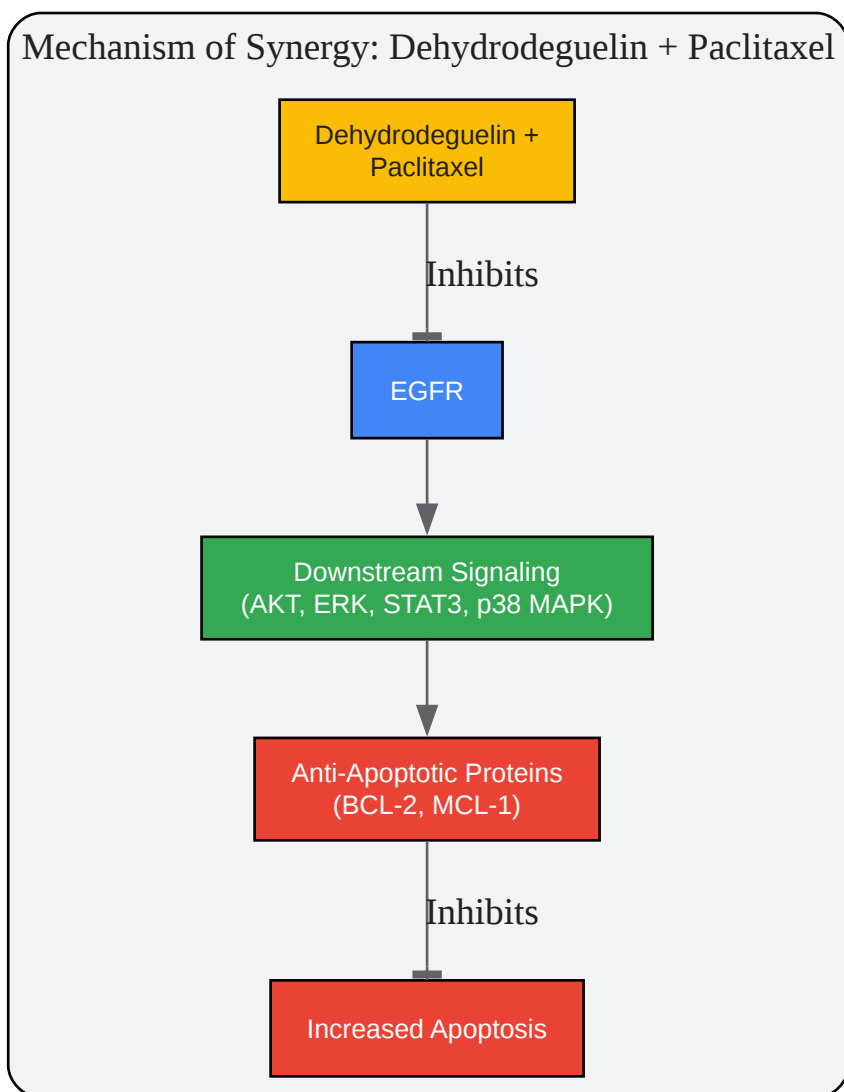 Mechanism of Synergy: Dehydrodeguelin + Paclitaxel
Dehydrodeguelin +
Paclitaxel
Inhibits
EGFR
Downstream Signaling
(AKT, ERK, STAT3, p38 MAPK)
Anti-Apoptotic Proteins
(BCL-2, MCL-1)
Inhibits
Increased Apoptosis